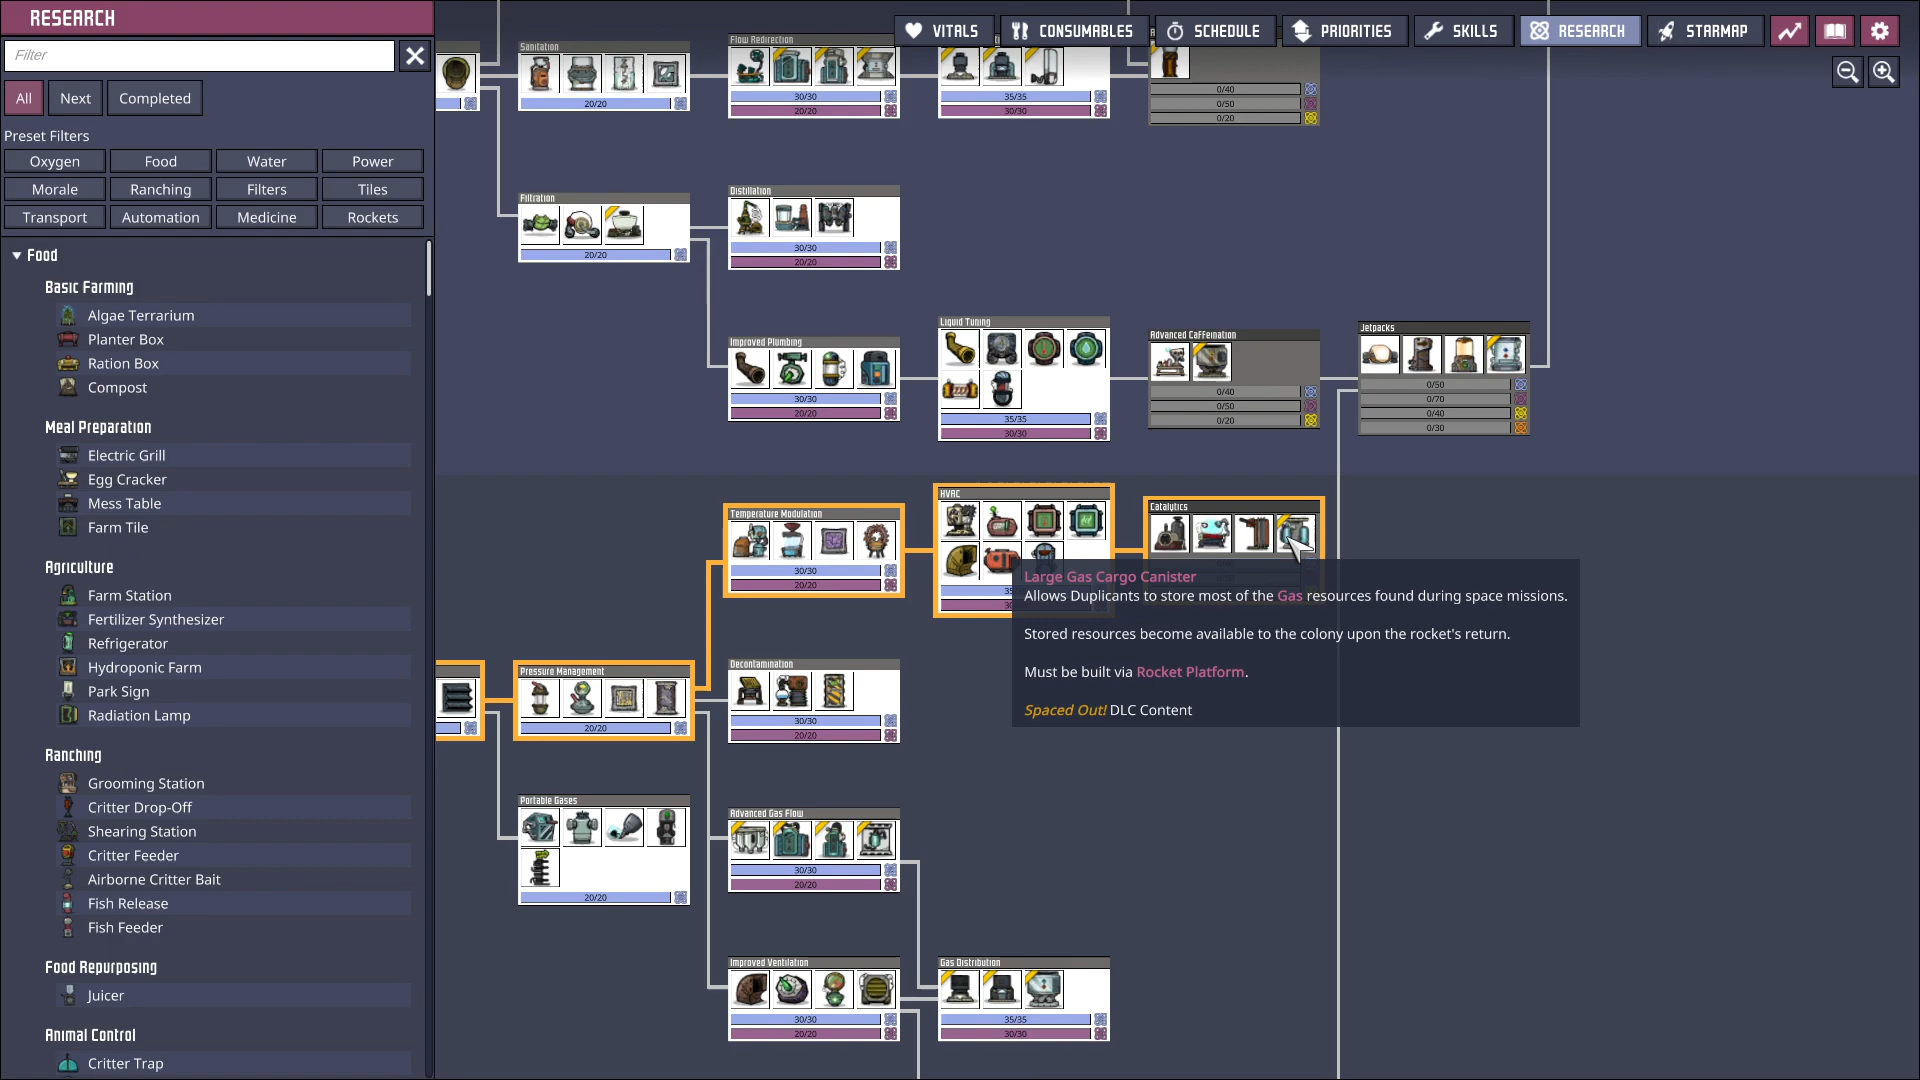 RESEARCH
VITALS
CONSUMABLES
SCHEDULE
PRIORITIES
SKILLS
RESEARCH
STARMAP
Filter
All
Next
Completed
Preset Filters
Oxygen
Food
Water
Power
Morale
Ranching
Filters
Tiles
Transport
Automation
Medicine
Rockets
Food
Basic Farming
Algae Terrarium
Planter Box
Ration Box
Compost
Meal Preparation
Electric Grill
Egg Cracker
Mess Table
Farm Tile
Agriculture
Farm Station
Fertilizer Synthesizer
Refrigerator
Hydroponic Farm
Park Sign
Radiation Lamp
Ranching
Grooming Station
Critter Drop-Off
Shearing Station
Critter Feeder
Airborne Critter Bait
Fish Release
Fish Feeder
Food Repurposing
Juicer
Animal Control
Critter Trap
Sanitation
20/20
Flow Redirection
30/30
20/20
35/35
30/30
0/40
0/50
0/20
Filtration
20/20
Distillation
30/30
20/20
Improved Plumbing
30/30
20/20
Liquid Tuning
35/35
30/30
Advanced Caffeination
0/40
0/50
0/20
Jetpacks
0/50
0/70
0/40
0/30
Temperature Modulation
30/30
20/20
HVAC
Catalytics
Large Gas Cargo Canister
Allows Duplicants to store most of the Gas resources found during space missions.
Stored resources become available to the colony upon the rocket's return.
Must be built via Rocket Platform.
Spaced Out! DLC Content
Pressure Management
20/20
Decontamination
30/30
20/20
Portable Gases
20/20
Advanced Gas Flow
30/30
20/20
Improved Ventilation
30/30
20/20
Gas Distribution
35/35
30/30